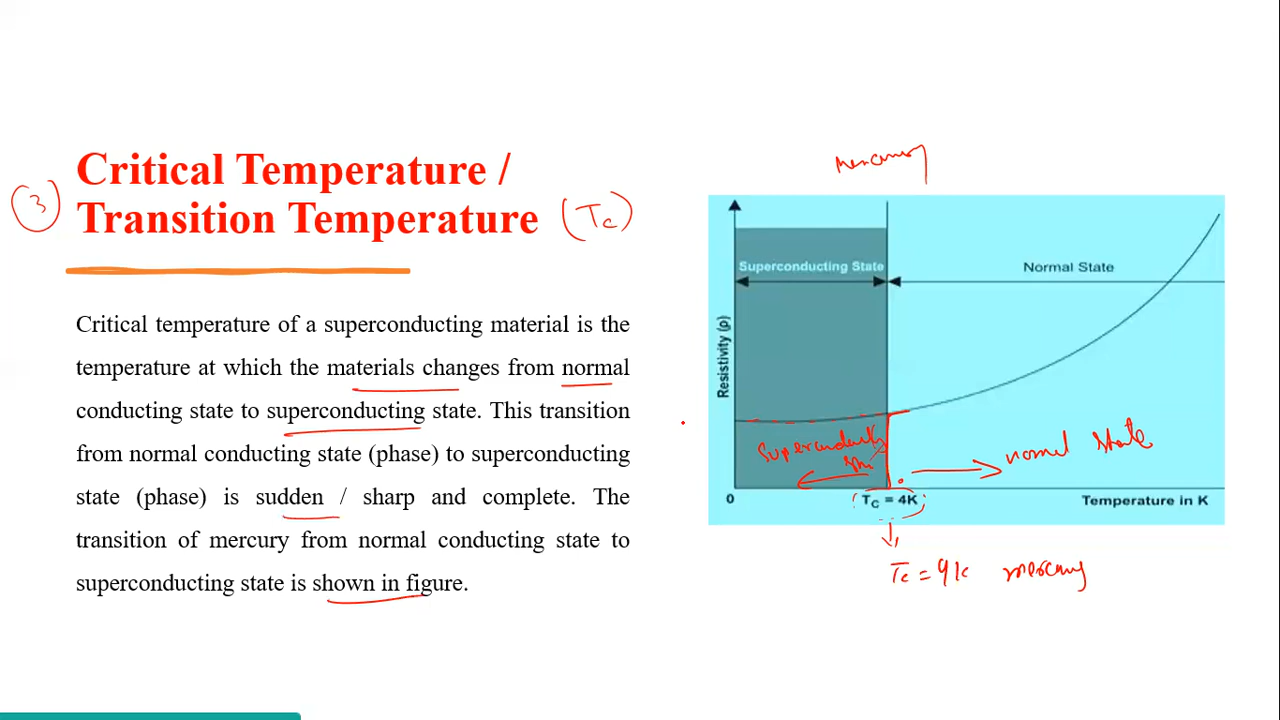 Critical Temperature /
Transition Temperature
(3)
(Tc)
Critical temperature of a superconducting material is the
temperature at which the materials changes from normal
conducting state to superconducting state. This transition
from normal conducting state (phase) to superconducting
state (phase) is sudden / sharp and complete. The
transition of mercury from normal conducting state to
superconducting state is shown in figure.
mercury
Superconducting State
Normal State
Resistivity (ρ)
normal state
0
TC = 4K
Temperature in K
Tc = 4K mercury